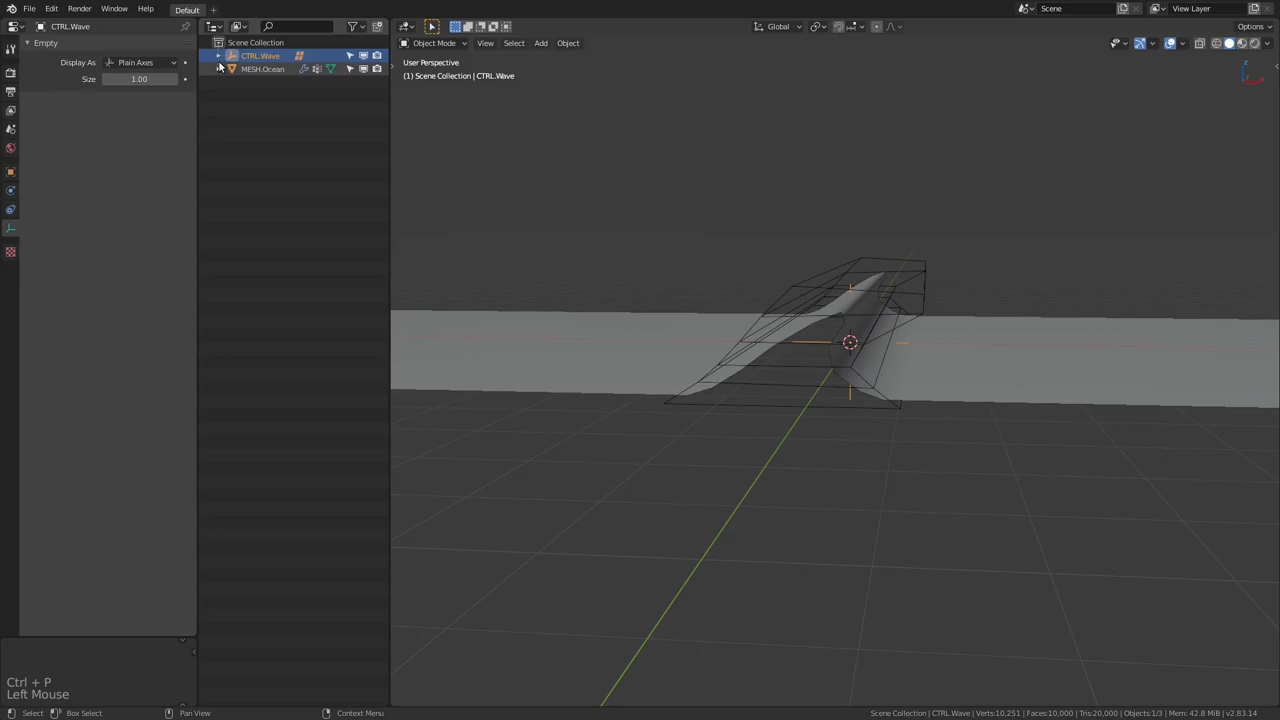 File Edit Render Window Help Default Scene View Layer
CTRL.Wave Options
Empty Scene Collection Object Mode View Select Add Object Global
Display As Plain Axes CTRL.Wave User Perspective
Size 1.00 MESH.Ocean (1) Scene Collection | CTRL.Wave
Z
Y X
Ctrl + P
Left Mouse
Select Box Select Pan View Context Menu Scene Collection | CTRL.Wave | Verts:10,251 | Faces:10,000 | Tris:20,000 | Objects:1/3 | Mem: 42.8 MiB | v2.83.14